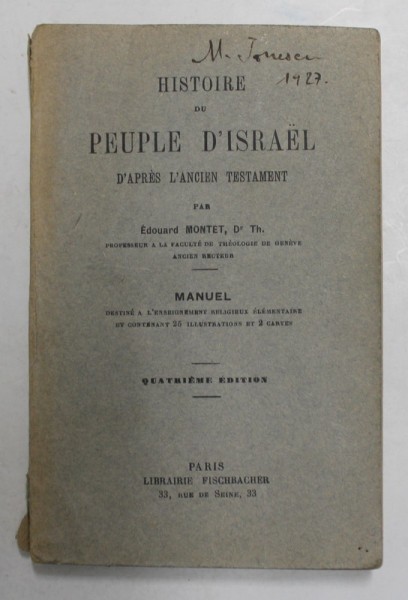 M. Ionescu
1927.
HISTOIRE
DU
PEUPLE D'ISRAËL
D'APRÈS L'ANCIEN TESTAMENT
PAR
Édouard MONTET, Dr Th.
PROFESSEUR A LA FACULTÉ DE THÉOLOGIE DE GENÈVE
ANCIEN RECTEUR
MANUEL
DESTINÉ A L'ENSEIGNEMENT RELIGIEUX ÉLÉMENTAIRE
ET CONTENANT 26 ILLUSTRATIONS ET 2 CARTES
QUATRIÈME ÉDITION
PARIS
LIBRAIRIE FISCHBACHER
33, RUE DE SEINE, 33